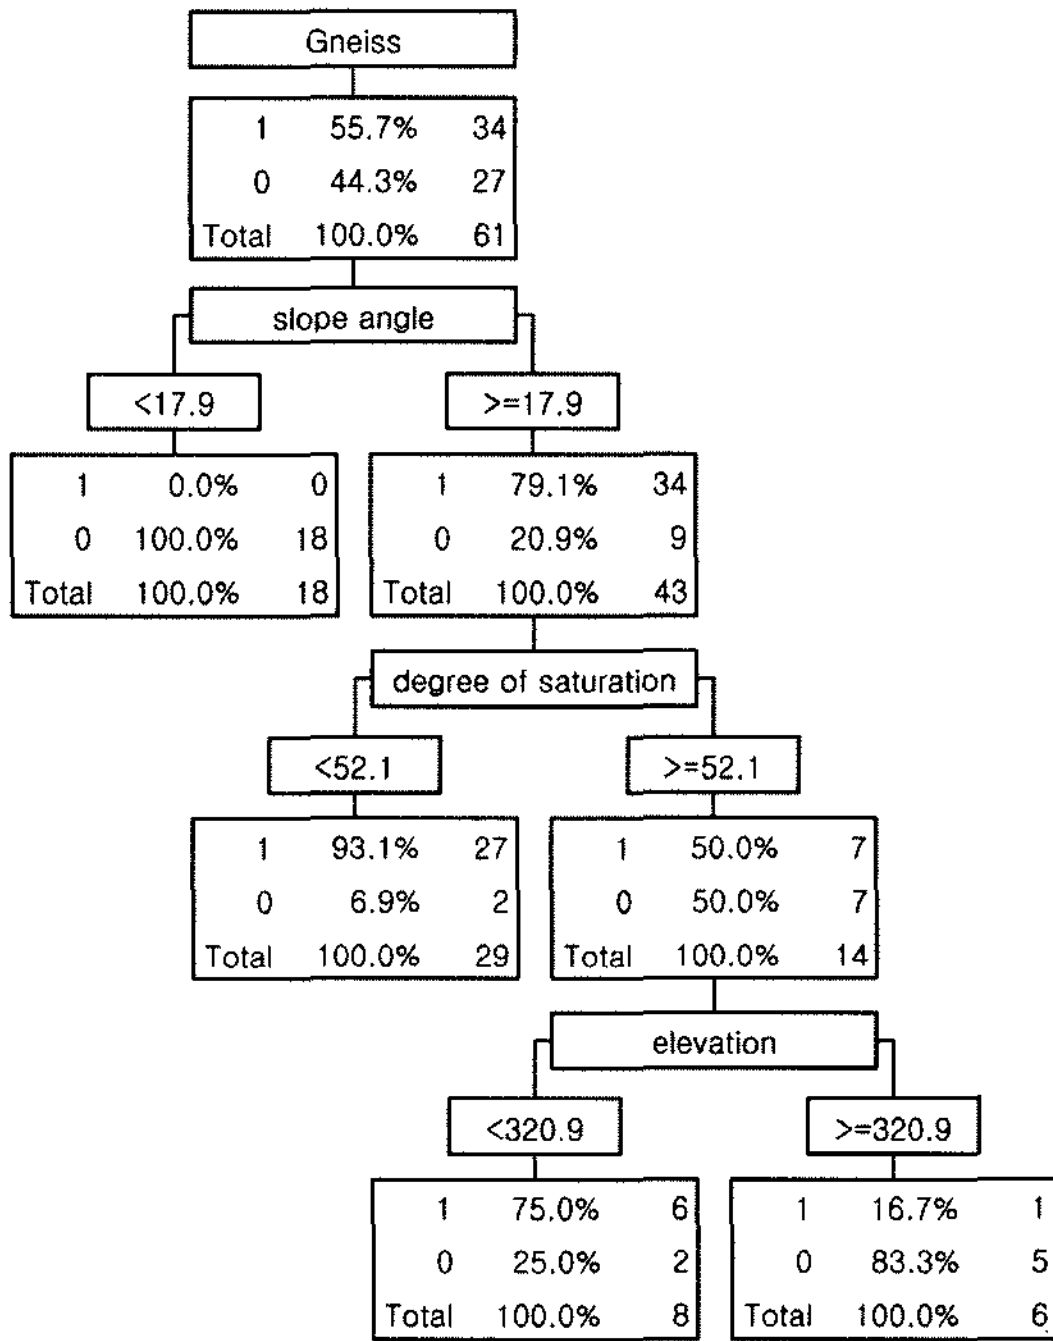 Gneiss
1 55.7% 34
0 44.3% 27
Total 100.0% 61
slope angle
<17.9
>=17.9
1 0.0% 0
0 100.0% 18
Total 100.0% 18
1 79.1% 34
0 20.9% 9
Total 100.0% 43
degree of saturation
<52.1
>=52.1
1 93.1% 27
0 6.9% 2
Total 100.0% 29
1 50.0% 7
0 50.0% 7
Total 100.0% 14
elevation
<320.9
>=320.9
1 75.0% 6
0 25.0% 2
Total 100.0% 8
1 16.7% 1
0 83.3% 5
Total 100.0% 6